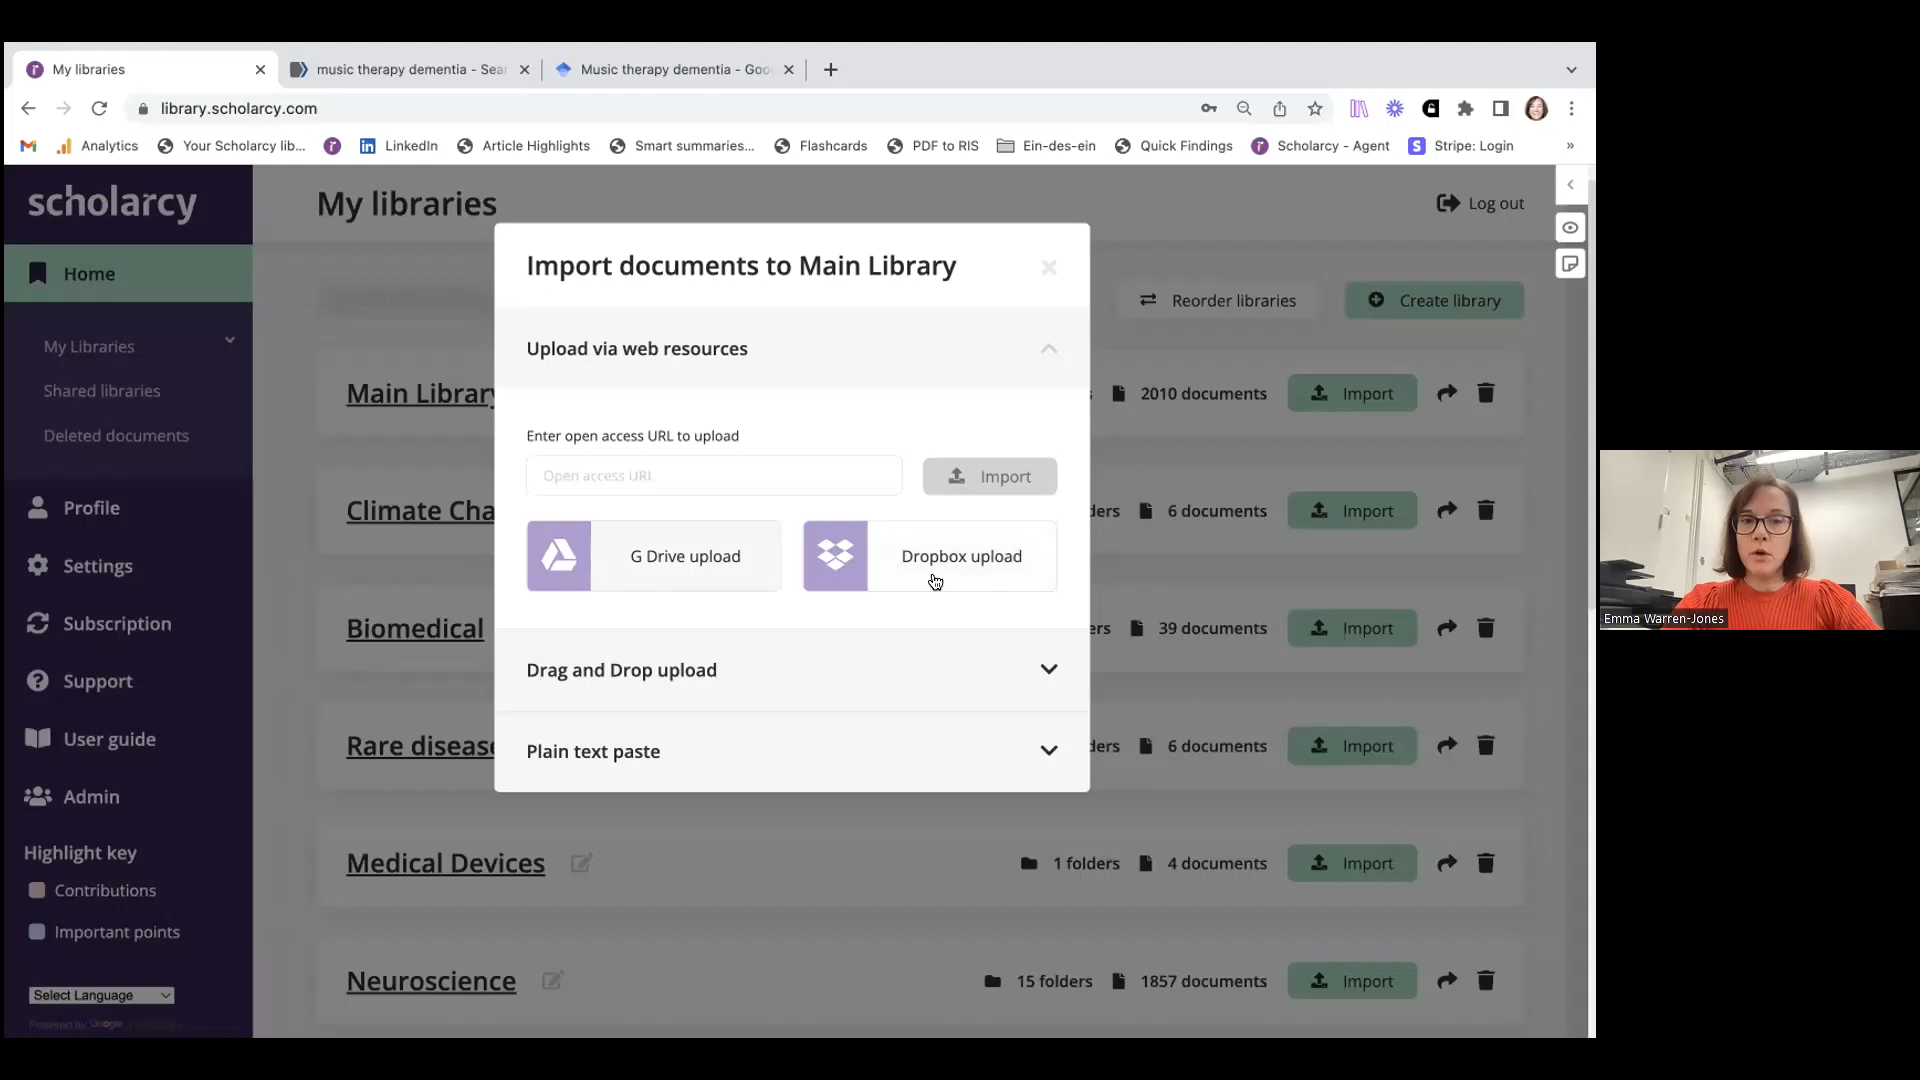 My libraries
music therapy dementia - Sea
Music therapy dementia - Goo
library.scholarcy.com
Analytics
Your Scholarcy lib...
LinkedIn
Article Highlights
Smart summaries...
Flashcards
PDF to RIS
Ein-des-ein
Quick Findings
Scholarcy - Agent
Stripe: Login
»
scholarcy
My libraries
Log out
Home
My Libraries
Shared libraries
Deleted documents
Profile
Settings
Subscription
Support
User guide
Admin
Highlight key
Contributions
Important points
Select Language
Powered by Google
Reorder libraries
Create library
Import documents to Main Library
Upload via web resources
Enter open access URL to upload
Open access URL
Import
G Drive upload
Dropbox upload
Drag and Drop upload
Plain text paste
Main Library
s 2010 documents Import
Climate Cha
ders 6 documents Import
Biomedical
ers 39 documents Import
Rare disease
ders 6 documents Import
Medical Devices
1 folders 4 documents Import
Neuroscience
15 folders 1857 documents Import
Emma Warren-Jones